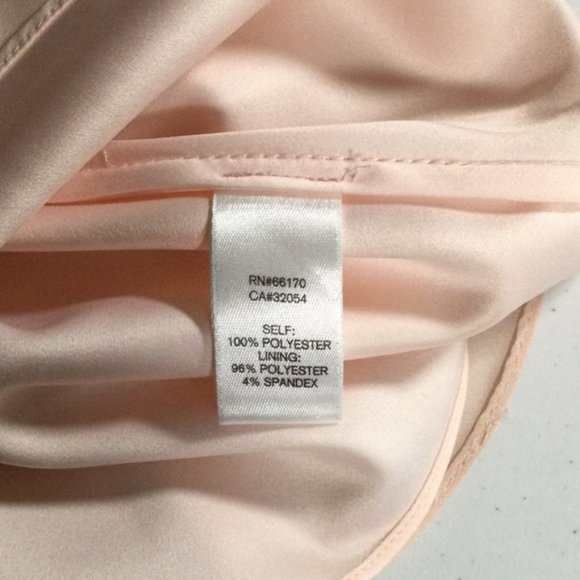 RN#66170
CA#32054
SELF:
100% POLYESTER
LINING:
96% POLYESTER
4% SPANDEX